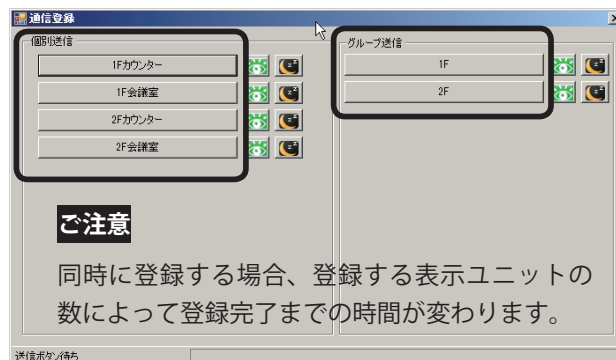 通信登録
個別送信
グループ送信
1Fカウンター
1F
1F会議室
2F
2Fカウンター
2F会議室
ご注意
同時に登録する場合、登録する表示ユニットの
数によって登録完了までの時間が変わります。
送信ボタン待ち